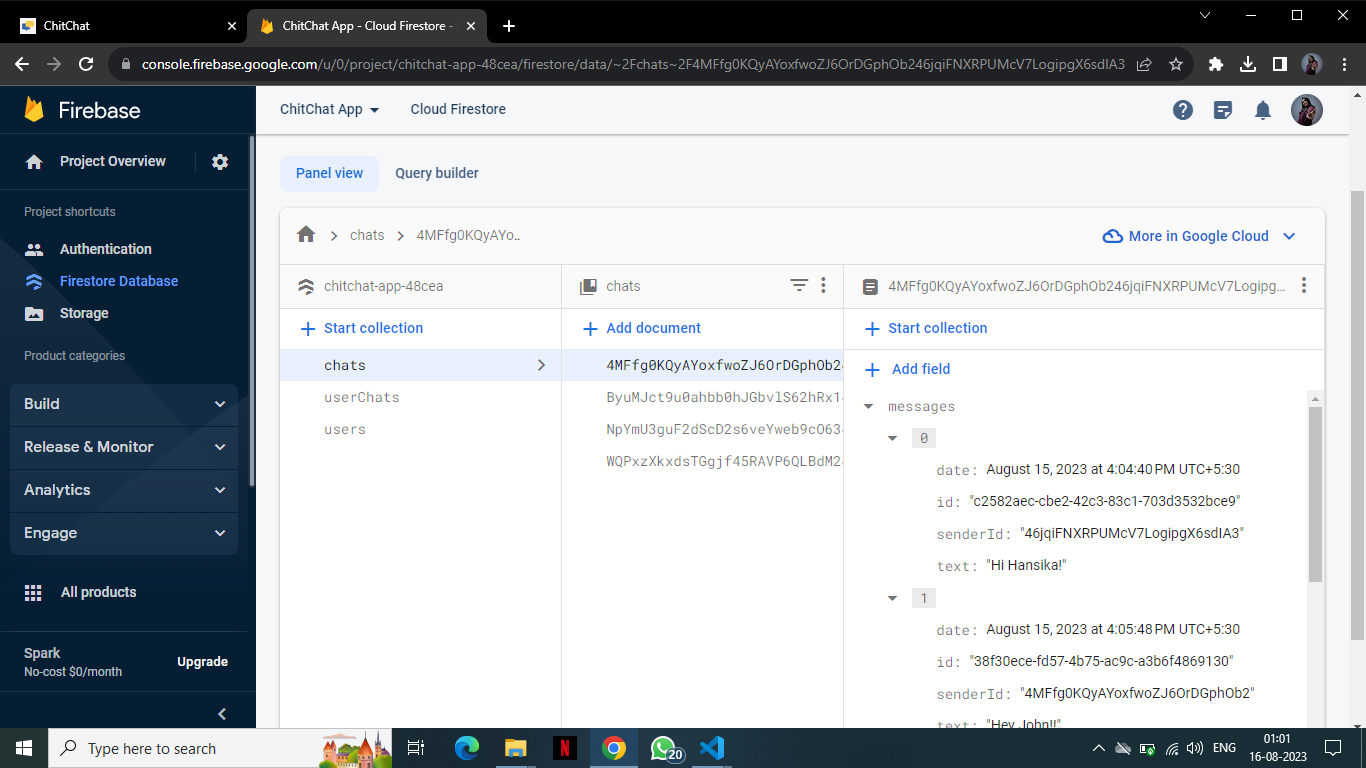 ChitChat
ChitChat App - Cloud Firestore -
console.firebase.google.com/u/0/project/chitchat-app-48cea/firestore/data/~2Fchats~2F4MFfg0KQyAYoxfwoZJ6OrDGphOb246jqiFNXRPUMcV7LogipgX6sdIA3
Firebase
ChitChat App
Cloud Firestore
Project Overview
Panel view
Query builder
Project shortcuts
Authentication
Firestore Database
Storage
Product categories
Build
Release & Monitor
Analytics
Engage
All products
Spark
No-cost $0/month
Upgrade
chats
4MFfg0KQyAYo..
More in Google Cloud
chitchat-app-48cea
Start collection
chats
userChats
users
chats
Add document
4MFfg0KQyAYoxfwoZJ6OrDGphOb24
ByuMJct9u0ahbb0hJGbvlS62hRx14
NpYmU3guF2dScD2s6veYweb9cO634
WQPxzXkxdsTGgjf45RAVP6QLBdM24
4MFfg0KQyAYoxfwoZJ6OrDGphOb246jqiFNXRPUMcV7Logipg...
Start collection
Add field
messages
0
date: August 15, 2023 at 4:04:40 PM UTC+5:30
id: "c2582aec-cbe2-42c3-83c1-703d3532bce9"
senderId: "46jqiFNXRPUMcV7LogipgX6sdIA3"
text: "Hi Hansika!"
1
date: August 15, 2023 at 4:05:48 PM UTC+5:30
id: "38f30ece-fd57-4b75-ac9c-a3b6f4869130"
senderId: "4MFfg0KQyAYoxfwoZJ6OrDGphOb2"
text: "Hey John!!"
Type here to search
20
ENG
01:01
16-08-2023